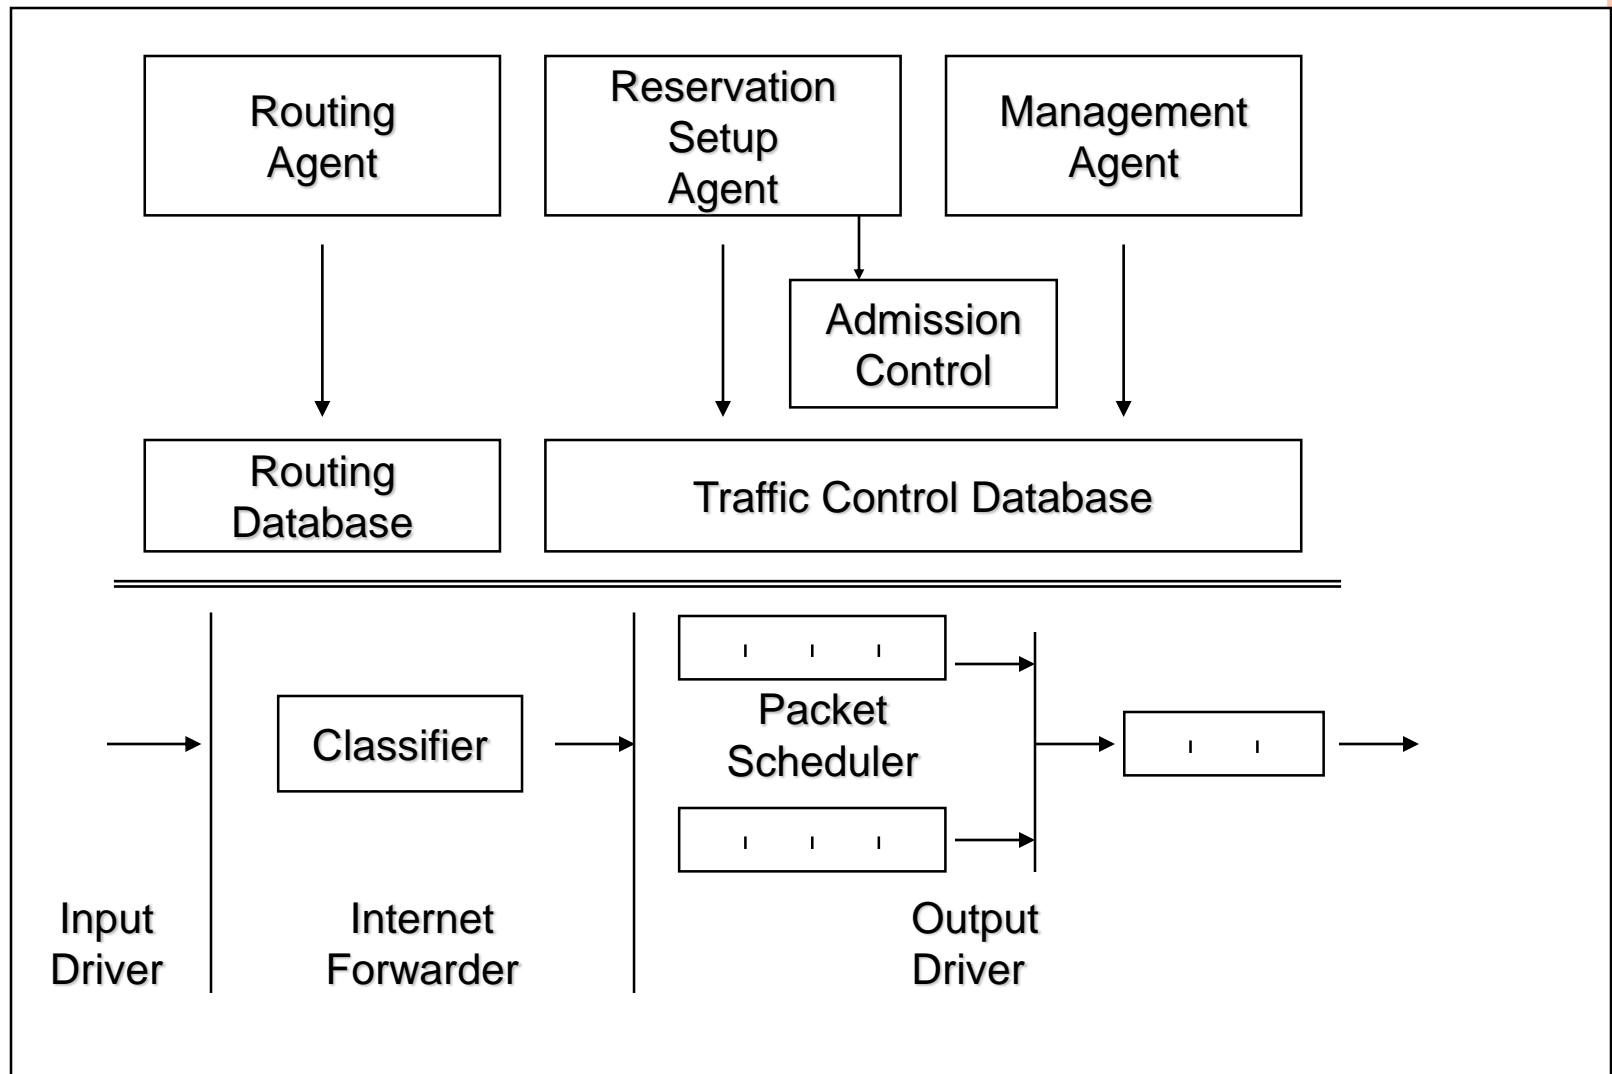 Routing
Agent
Reservation
Setup
Agent
Management
Agent
Admission
Control
Routing
Database
Traffic Control Database
Classifier
Packet
Scheduler
Input
Driver
Internet
Forwarder
Output
Driver